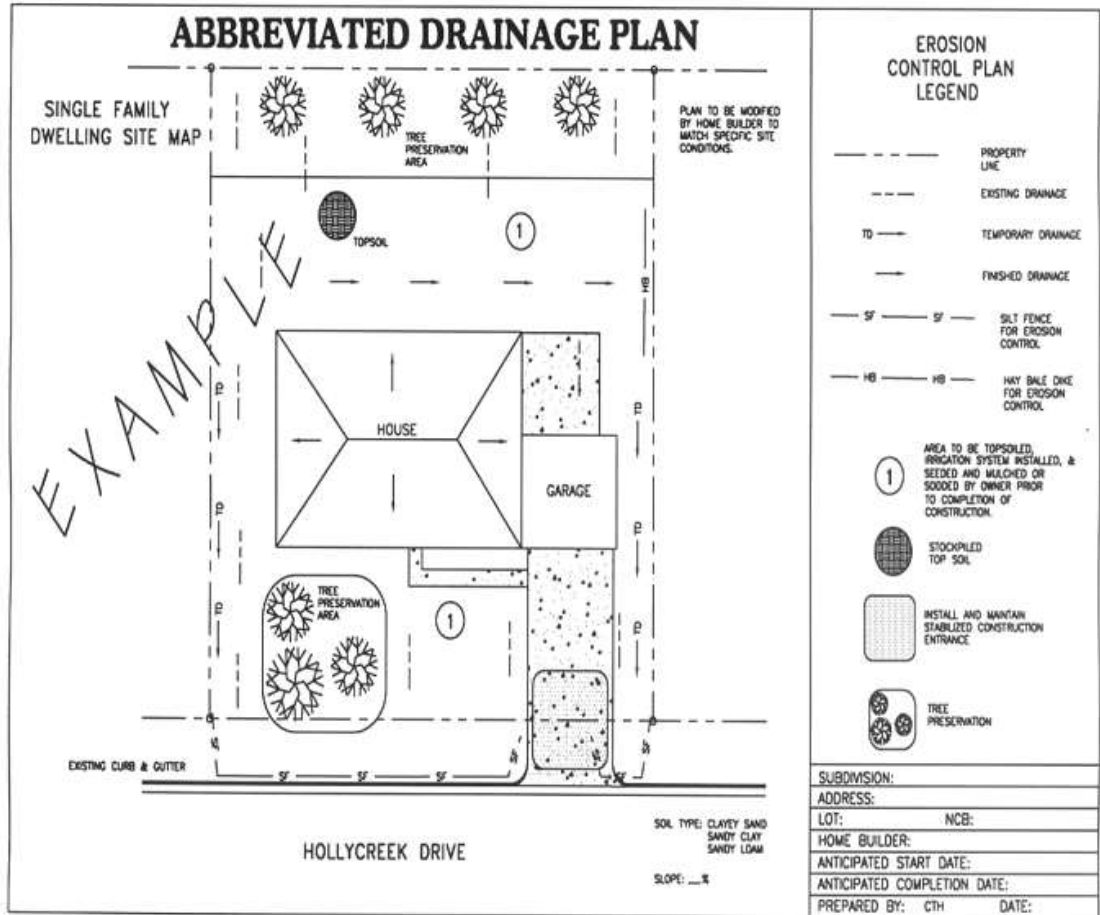 ABBREVIATED DRAINAGE PLAN
SINGLE FAMILY
DWELLING SITE MAP
TREE
PRESERVATION
AREA
PLAN TO BE MODIFIED
BY HOME BUILDER TO
MATCH SPECIFIC SITE
CONDITIONS.
TOPSOIL
1
EXAMPLE
HB
TD
TD
TD
TD
TD
TD
HOUSE
GARAGE
TREE
PRESERVATION
AREA
1
SF
SF
SF
SF
SF
SF
SF
SF
SF
EXISTING CURB & GUTTER
HOLLYCREEK DRIVE
SOIL TYPE: CLAYEY SAND
SANDY CLAY
SANDY LOAM
SLOPE: __%
EROSION
CONTROL PLAN
LEGEND
PROPERTY
LINE
EXISTING DRAINAGE
TD
TEMPORARY DRAINAGE
FINISHED DRAINAGE
SF SF
SILT FENCE
FOR EROSION
CONTROL
HB HB
HAY BALE DIKE
FOR EROSION
CONTROL
1
AREA TO BE TOPSOILED,
IRRIGATION SYSTEM INSTALLED, &
SEEDED AND MULCHED OR
SODDED BY OWNER PRIOR
TO COMPLETION OF
CONSTRUCTION.
STOCKPILED
TOP SOIL
INSTALL AND MAINTAIN
STABILIZED CONSTRUCTION
ENTRANCE
TREE
PRESERVATION
SUBDIVISION:
ADDRESS:
LOT: NCB:
HOME BUILDER:
ANTICIPATED START DATE:
ANTICIPATED COMPLETION DATE:
PREPARED BY: CTH DATE: